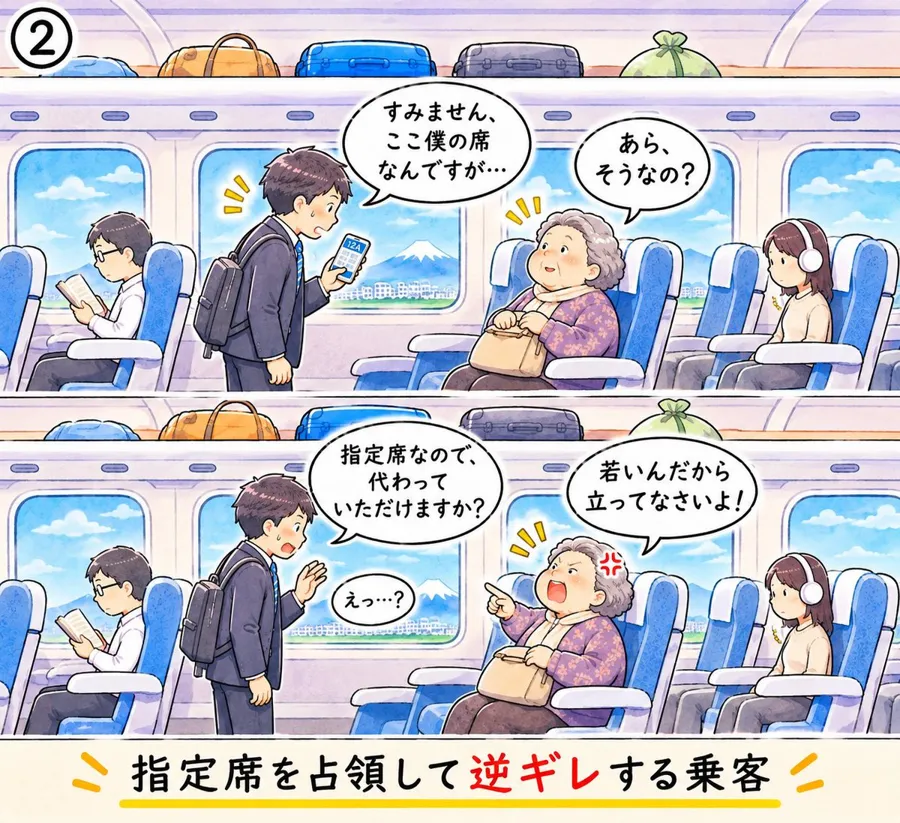 ②
すみません、
ここ僕の席
なんですが…
あら、
そうなの？
12A
指定席なので、
代わって
いただけますか？
えっ…？
若いんだから
立ってなさいよ！
指定席を占領して逆ギレする乗客